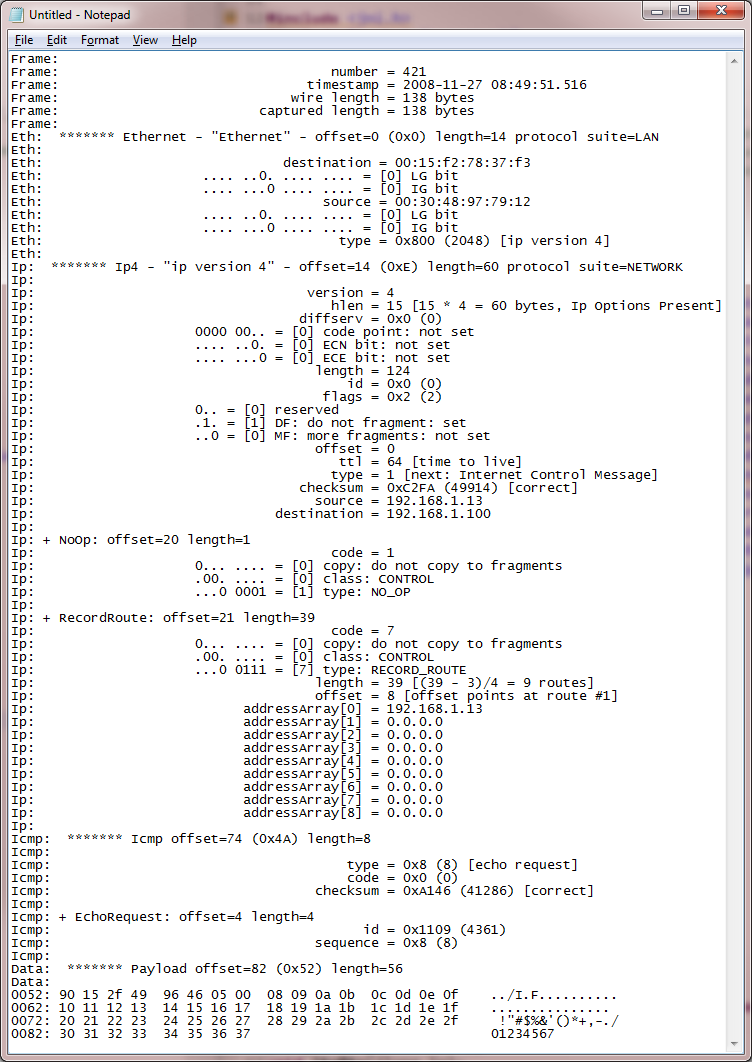 Untitled - Notepad
File Edit Format View Help
Frame:
Frame: number = 421
Frame: timestamp = 2008-11-27 08:49:51.516
Frame: wire length = 138 bytes
Frame: captured length = 138 bytes
Frame:
Eth: ******* Ethernet - "Ethernet" - offset=0 (0x0) length=14 protocol suite=LAN
Eth:
Eth: destination = 00:15:f2:78:37:f3
Eth: .... ..0. .... .... = [0] LG bit
Eth: .... ...0 .... .... = [0] IG bit
Eth: source = 00:30:48:97:79:12
Eth: .... ..0. .... .... = [0] LG bit
Eth: .... ...0 .... .... = [0] IG bit
Eth: type = 0x800 (2048) [ip version 4]
Eth:
Ip: ******* Ip4 - "ip version 4" - offset=14 (0xE) length=60 protocol suite=NETWORK
Ip:
Ip: version = 4
Ip: hlen = 15 [15 * 4 = 60 bytes, Ip Options Present]
Ip: diffserv = 0x0 (0)
Ip: 0000 00.. = [0] code point: not set
Ip: .... ..0. = [0] ECN bit: not set
Ip: .... ...0 = [0] ECE bit: not set
Ip: length = 124
Ip: id = 0x0 (0)
Ip: flags = 0x2 (2)
Ip: 0.. = [0] reserved
Ip: .1. = [1] DF: do not fragment: set
Ip: ..0 = [0] MF: more fragments: not set
Ip: offset = 0
Ip: ttl = 64 [time to live]
Ip: type = 1 [next: Internet Control Message]
Ip: checksum = 0xC2FA (49914) [correct]
Ip: source = 192.168.1.13
Ip: destination = 192.168.1.100
Ip:
Ip: + NoOp: offset=20 length=1
Ip: code = 1
Ip: 0... .... = [0] copy: do not copy to fragments
Ip: .00. .... = [0] class: CONTROL
Ip: ...0 0001 = [1] type: NO_OP
Ip:
Ip: + RecordRoute: offset=21 length=39
Ip: code = 7
Ip: 0... .... = [0] copy: do not copy to fragments
Ip: .00. .... = [0] class: CONTROL
Ip: ...0 0111 = [7] type: RECORD_ROUTE
Ip: length = 39 [(39 - 3)/4 = 9 routes]
Ip: offset = 8 [offset points at route #1]
Ip: addressArray[0] = 192.168.1.13
Ip: addressArray[1] = 0.0.0.0
Ip: addressArray[2] = 0.0.0.0
Ip: addressArray[3] = 0.0.0.0
Ip: addressArray[4] = 0.0.0.0
Ip: addressArray[5] = 0.0.0.0
Ip: addressArray[6] = 0.0.0.0
Ip: addressArray[7] = 0.0.0.0
Ip: addressArray[8] = 0.0.0.0
Ip:
Icmp: ******* Icmp offset=74 (0x4A) length=8
Icmp:
Icmp: type = 0x8 (8) [echo request]
Icmp: code = 0x0 (0)
Icmp: checksum = 0xA146 (41286) [correct]
Icmp:
Icmp: + EchoRequest: offset=4 length=4
Icmp: id = 0x1109 (4361)
Icmp: sequence = 0x8 (8)
Icmp:
Data: ******* Payload offset=82 (0x52) length=56
Data:
0052: 90 15 2f 49 96 46 05 00 08 09 0a 0b 0c 0d 0e 0f ../I.F..........
0062: 10 11 12 13 14 15 16 17 18 19 1a 1b 1c 1d 1e 1f ................
0072: 20 21 22 23 24 25 26 27 28 29 2a 2b 2c 2d 2e 2f !"#$%&'()*+,-./
0082: 30 31 32 33 34 35 36 37 01234567